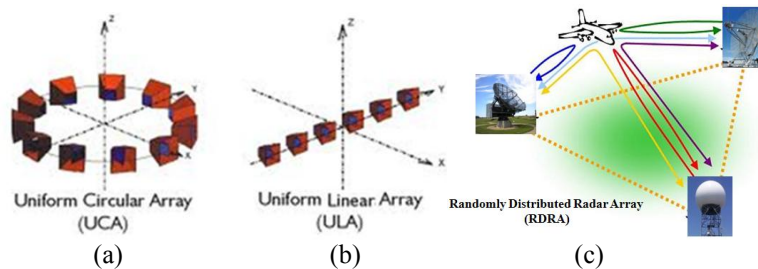 Z
Y
X
Uniform Circular Array
(UCA)
(a)
Z
Y
X
Uniform Linear Array
(ULA)
(b)
Randomly Distributed Radar Array
(RDRA)
(c)